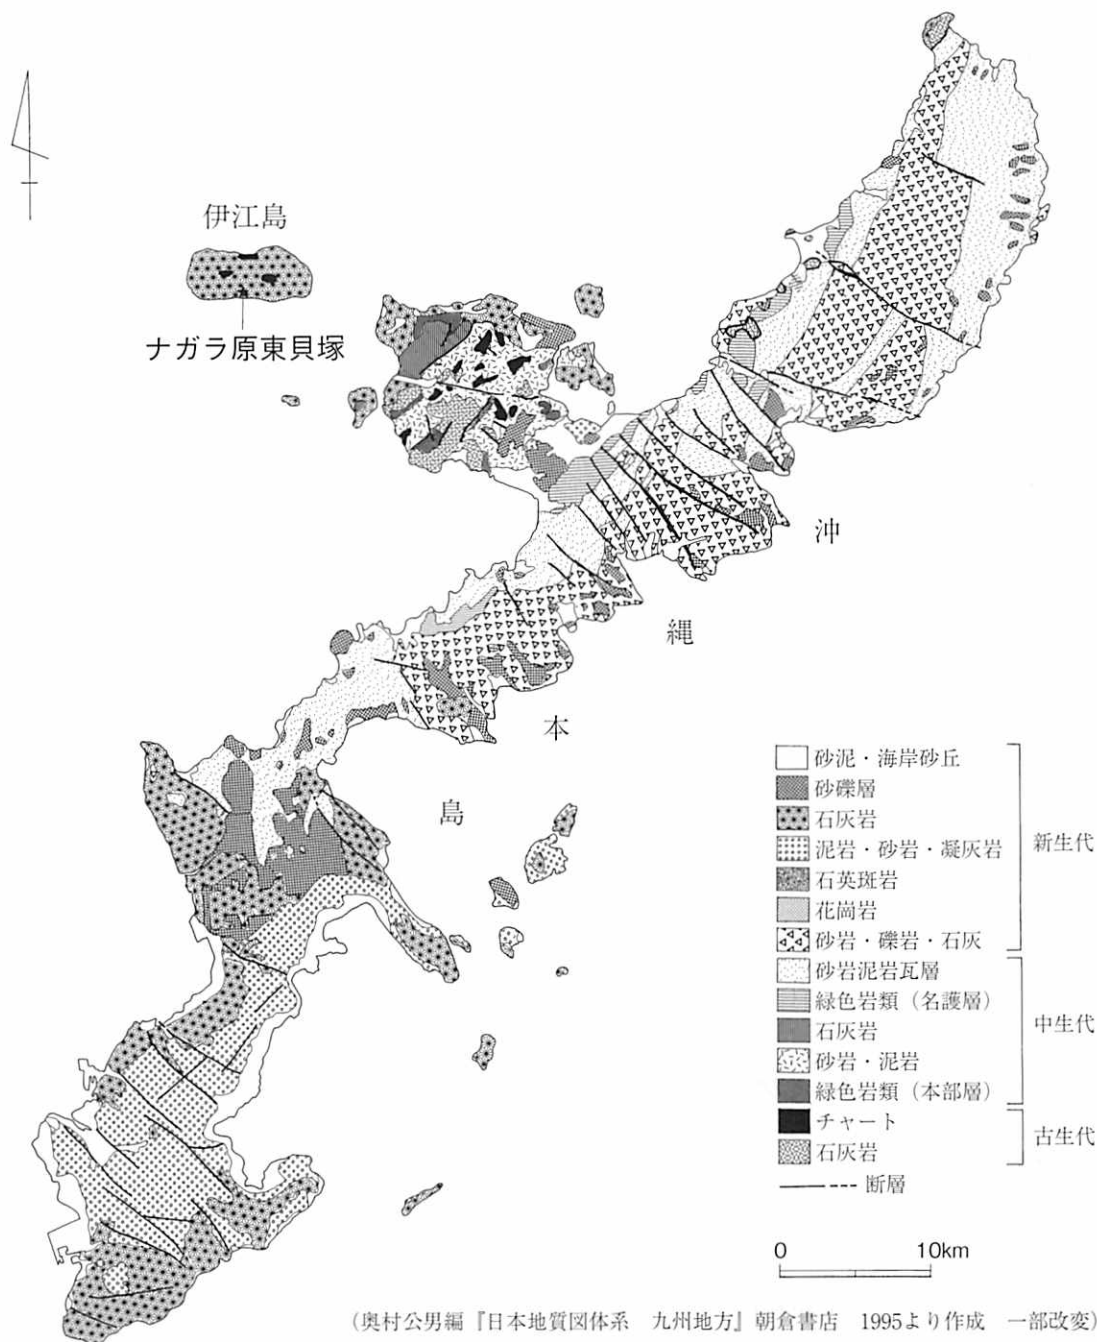 伊江島
ナガラ原東貝塚
沖
縄
本
島
砂泥・海岸砂丘
砂礫層
石灰岩
泥岩・砂岩・凝灰岩
石英斑岩
花崗岩
砂岩・礫岩・石灰
新生代
砂岩泥岩瓦層
緑色岩類（名護層）
石灰岩
砂岩・泥岩
緑色岩類（本部層）
中生代
チャート
石灰岩
古生代
断層
0 10km
（奥村公男編『日本地質図体系 九州地方』朝倉書店 1995より作成 一部改変）